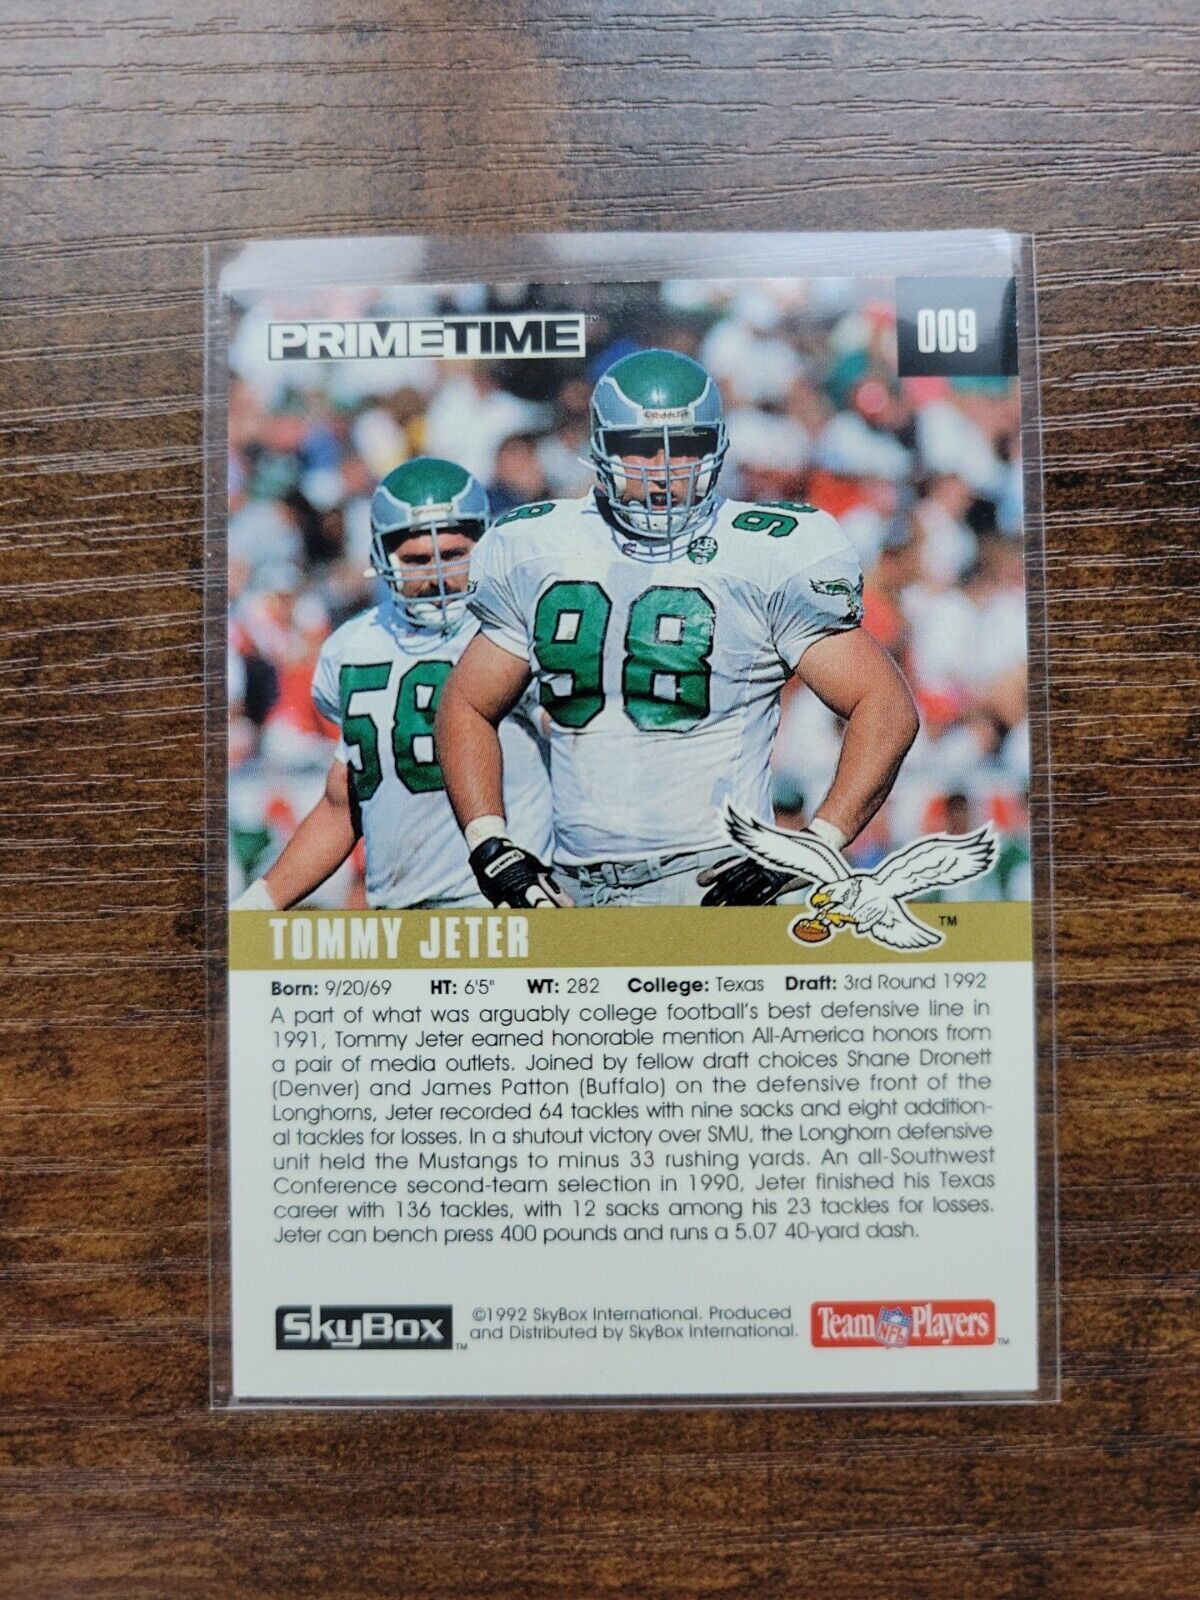 PRIMETIME™
009
Riddell
98
98
98
58
TOMMY JETER
™
Born: 9/20/69 HT: 6'5" WT: 282 College: Texas Draft: 3rd Round 1992
A part of what was arguably college football's best defensive line in
1991, Tommy Jeter earned honorable mention All-America honors from
a pair of media outlets. Joined by fellow draft choices Shane Dronett
(Denver) and James Patton (Buffalo) on the defensive front of the
Longhorns, Jeter recorded 64 tackles with nine sacks and eight addition-
al tackles for losses. In a shutout victory over SMU, the Longhorn defensive
unit held the Mustangs to minus 33 rushing yards. An all-Southwest
Conference second-team selection in 1990, Jeter finished his Texas
career with 136 tackles, with 12 sacks among his 23 tackles for losses.
Jeter can bench press 400 pounds and runs a 5.07 40-yard dash.
SkyBox™
©1992 SkyBox International. Produced
and Distributed by SkyBox International.
Team NFL Players™